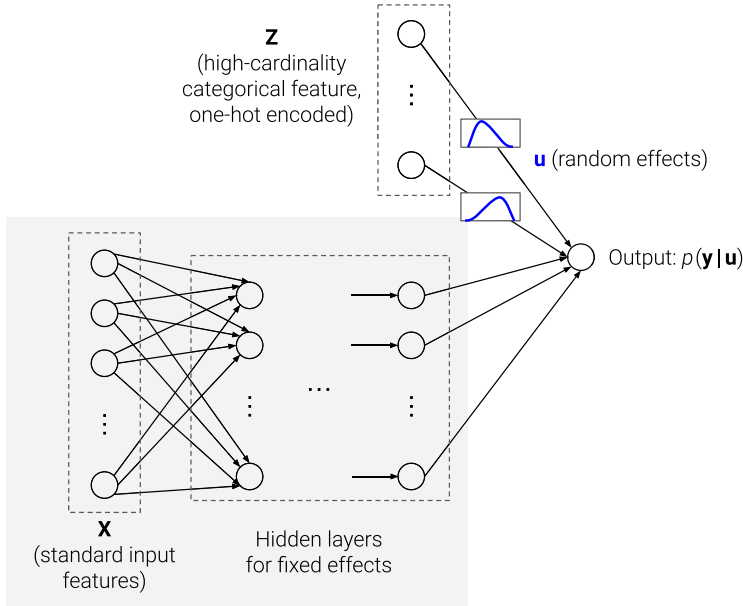 Z
(high-cardinality
categorical feature,
one-hot encoded)
u (random effects)
Output: p(y|u)
X
(standard input
features)
Hidden layers
for fixed effects